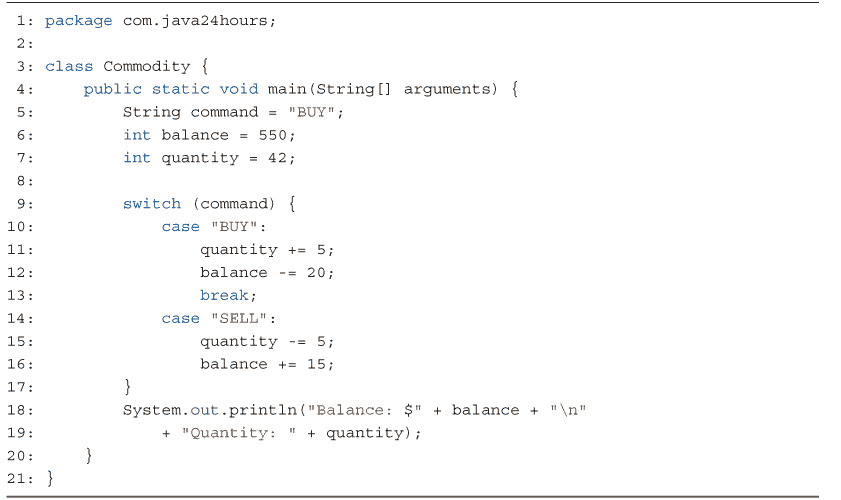 1: package com.java24hours;
2:
3: class Commodity {
4:     public static void main(String[] arguments) {
5:         String command = "BUY";
6:         int balance = 550;
7:         int quantity = 42;
8:
9:         switch (command) {
10:             case "BUY":
11:                 quantity += 5;
12:                 balance -= 20;
13:                 break;
14:             case "SELL":
15:                 quantity -= 5;
16:                 balance += 15;
17:         }
18:         System.out.println("Balance: $" + balance + "\n"
19:             + "Quantity: " + quantity);
20:     }
21: }